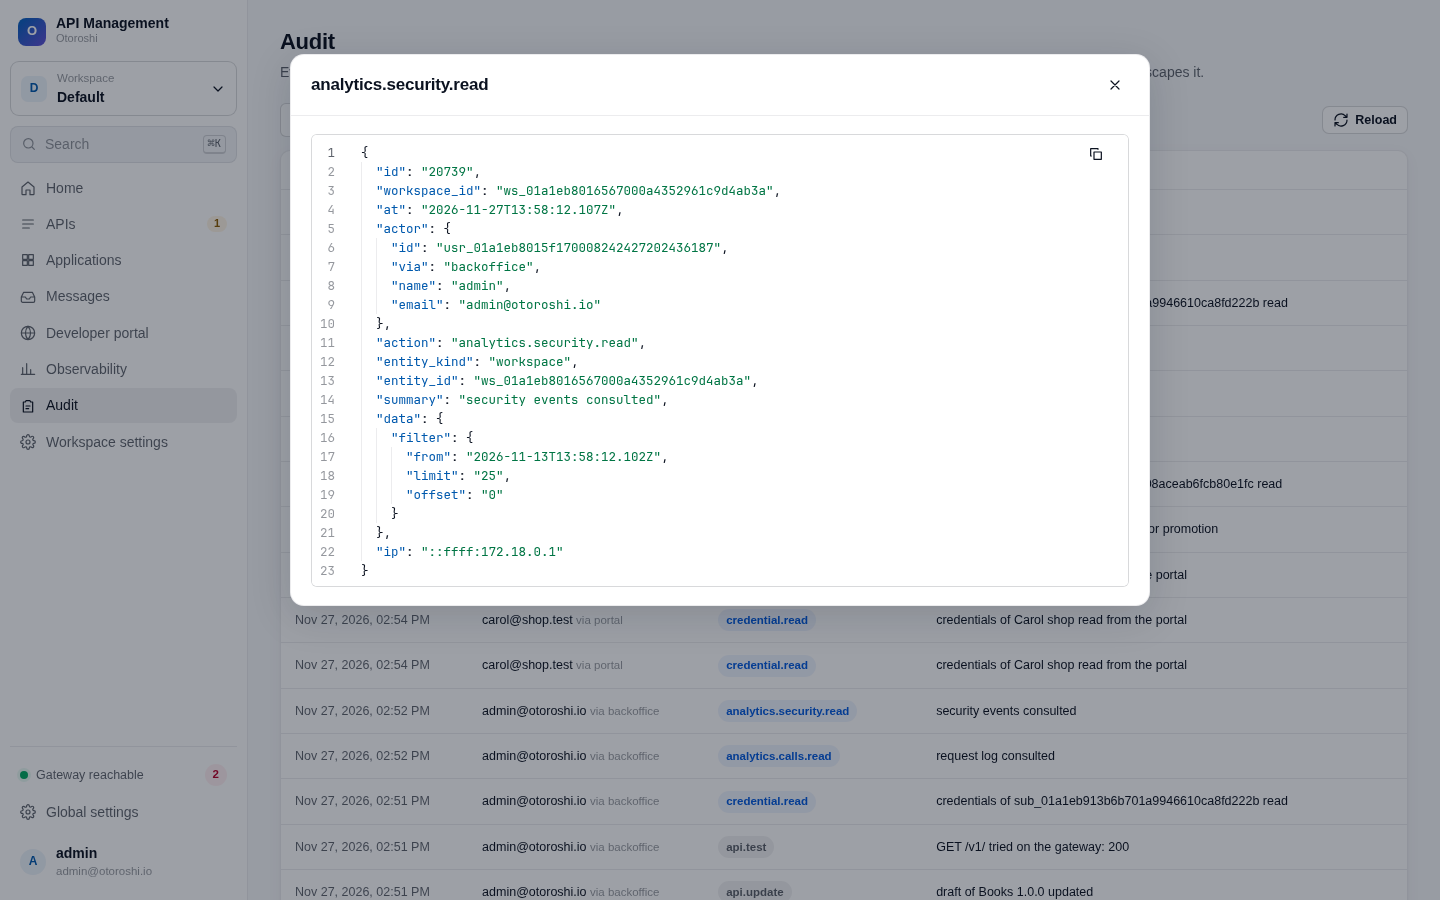 API Management
Otoroshi
D
Workspace
Default
Search
⌘K
Home
APIs
1
Applications
Messages
Developer portal
Observability
Audit
Workspace settings
Gateway reachable
2
Global settings
A
admin
admin@otoroshi.io
Audit
scapes it.
Reload
analytics.security.read
1 {
2 "id": "20739",
3 "workspace_id": "ws_01a1eb8016567000a4352961c9d4ab3a",
4 "at": "2026-11-27T13:58:12.107Z",
5 "actor": {
6 "id": "usr_01a1eb8015f170008242427202436187",
7 "via": "backoffice",
8 "name": "admin",
9 "email": "admin@otoroshi.io"
10 },
11 "action": "analytics.security.read",
12 "entity_kind": "workspace",
13 "entity_id": "ws_01a1eb8016567000a4352961c9d4ab3a",
14 "summary": "security events consulted",
15 "data": {
16 "filter": {
17 "from": "2026-11-13T13:58:12.102Z",
18 "limit": "25",
19 "offset": "0"
20 }
21 },
22 "ip": "::ffff:172.18.0.1"
23 }
a9946610ca8fd222b read
08aceab6fcb80e1fc read
or promotion
e portal
Nov 27, 2026, 02:54 PM carol@shop.test via portal credential.read credentials of Carol shop read from the portal
Nov 27, 2026, 02:54 PM carol@shop.test via portal credential.read credentials of Carol shop read from the portal
Nov 27, 2026, 02:52 PM admin@otoroshi.io via backoffice analytics.security.read security events consulted
Nov 27, 2026, 02:52 PM admin@otoroshi.io via backoffice analytics.calls.read request log consulted
Nov 27, 2026, 02:51 PM admin@otoroshi.io via backoffice credential.read credentials of sub_01a1eb913b6b701a9946610ca8fd222b read
Nov 27, 2026, 02:51 PM admin@otoroshi.io via backoffice api.test GET /v1/ tried on the gateway: 200
Nov 27, 2026, 02:51 PM admin@otoroshi.io via backoffice api.update draft of Books 1.0.0 updated